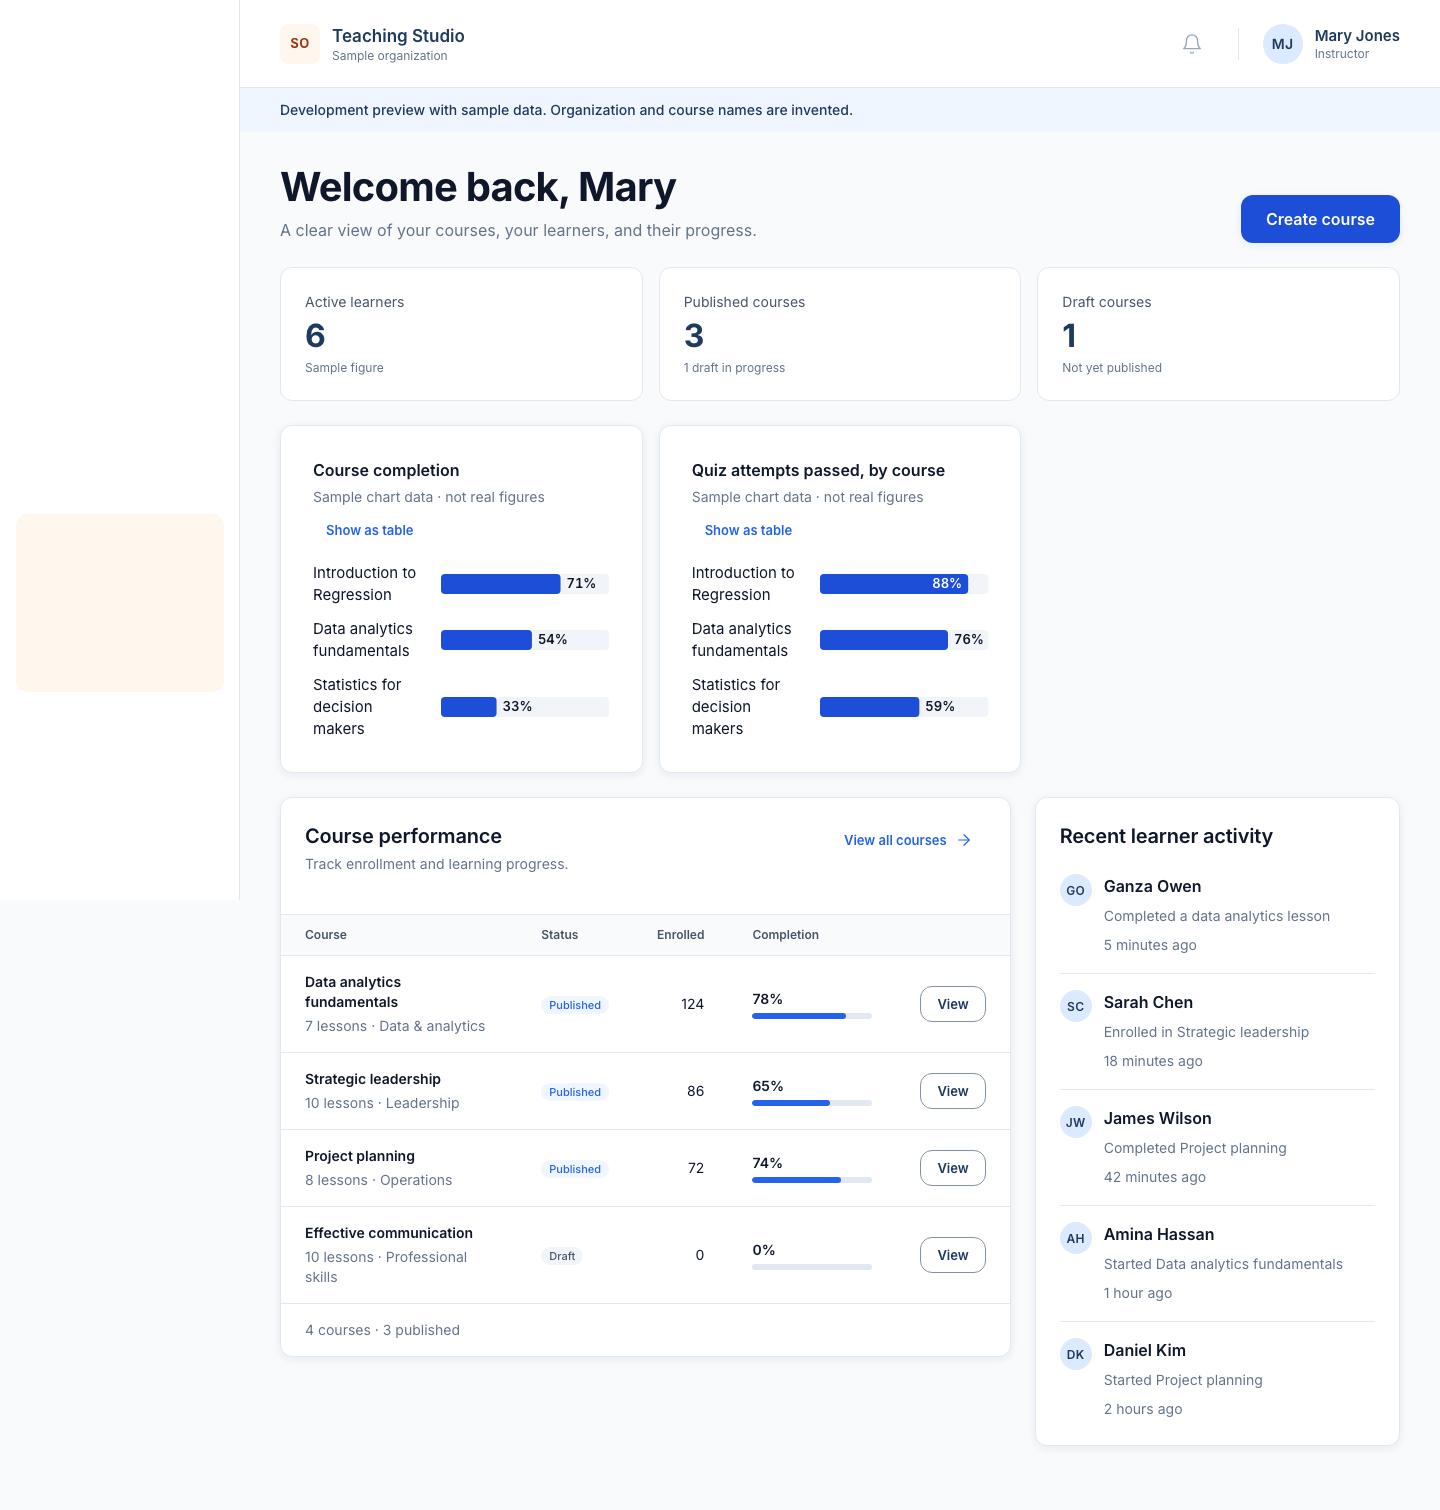 SO
Teaching Studio
Sample organization
MJ
Mary Jones
Instructor
Development preview with sample data. Organization and course names are invented.
Welcome back, Mary
A clear view of your courses, your learners, and their progress.
Create course
Active learners
6
Sample figure
Published courses
3
1 draft in progress
Draft courses
1
Not yet published
Course completion
Sample chart data · not real figures
Show as table
Introduction to
Regression
71%
Data analytics
fundamentals
54%
Statistics for
decision
makers
33%
Quiz attempts passed, by course
Sample chart data · not real figures
Show as table
Introduction to
Regression
88%
Data analytics
fundamentals
76%
Statistics for
decision
makers
59%
Course performance
Track enrollment and learning progress.
View all courses
Course Status Enrolled Completion
Data analytics
fundamentals
7 lessons · Data & analytics
Published
124
78%
View
Strategic leadership
10 lessons · Leadership
Published
86
65%
View
Project planning
8 lessons · Operations
Published
72
74%
View
Effective communication
10 lessons · Professional
skills
Draft
0
0%
View
4 courses · 3 published
Recent learner activity
GO
Ganza Owen
Completed a data analytics lesson
5 minutes ago
SC
Sarah Chen
Enrolled in Strategic leadership
18 minutes ago
JW
James Wilson
Completed Project planning
42 minutes ago
AH
Amina Hassan
Started Data analytics fundamentals
1 hour ago
DK
Daniel Kim
Started Project planning
2 hours ago